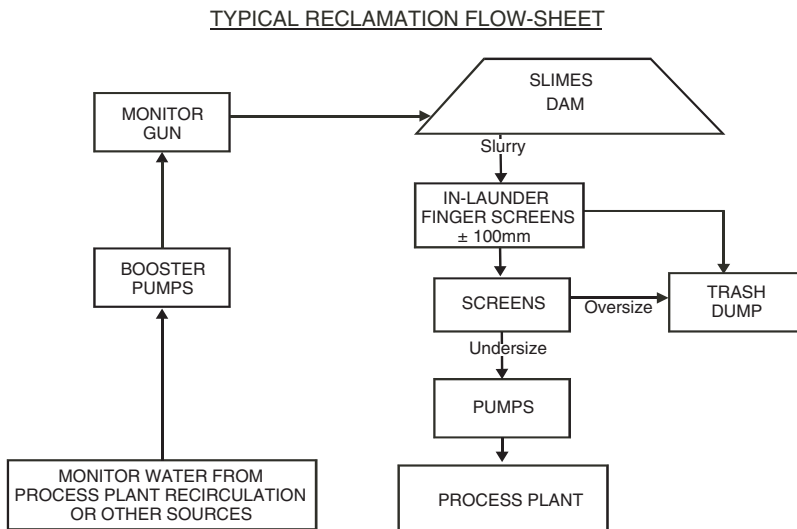 TYPICAL RECLAMATION FLOW-SHEET
SLIMES
DAM
MONITOR
GUN
Slurry
IN-LAUNDER
FINGER SCREENS
± 100mm
BOOSTER
PUMPS
SCREENS
Oversize
TRASH
DUMP
Undersize
PUMPS
MONITOR WATER FROM
PROCESS PLANT RECIRCULATION
OR OTHER SOURCES
PROCESS PLANT